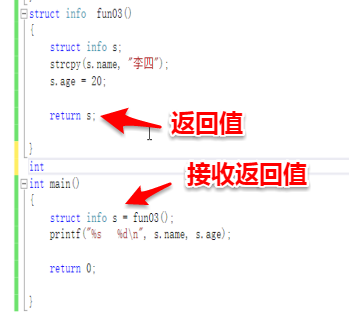 struct info fun03()
{
struct info s;
strcpy(s.name, "李四");
s.age = 20;
return s;
返回值
}
int
接收返回值
int main()
{
struct info s = fun03();
printf("%s %d\n", s.name, s.age);
return 0;
}